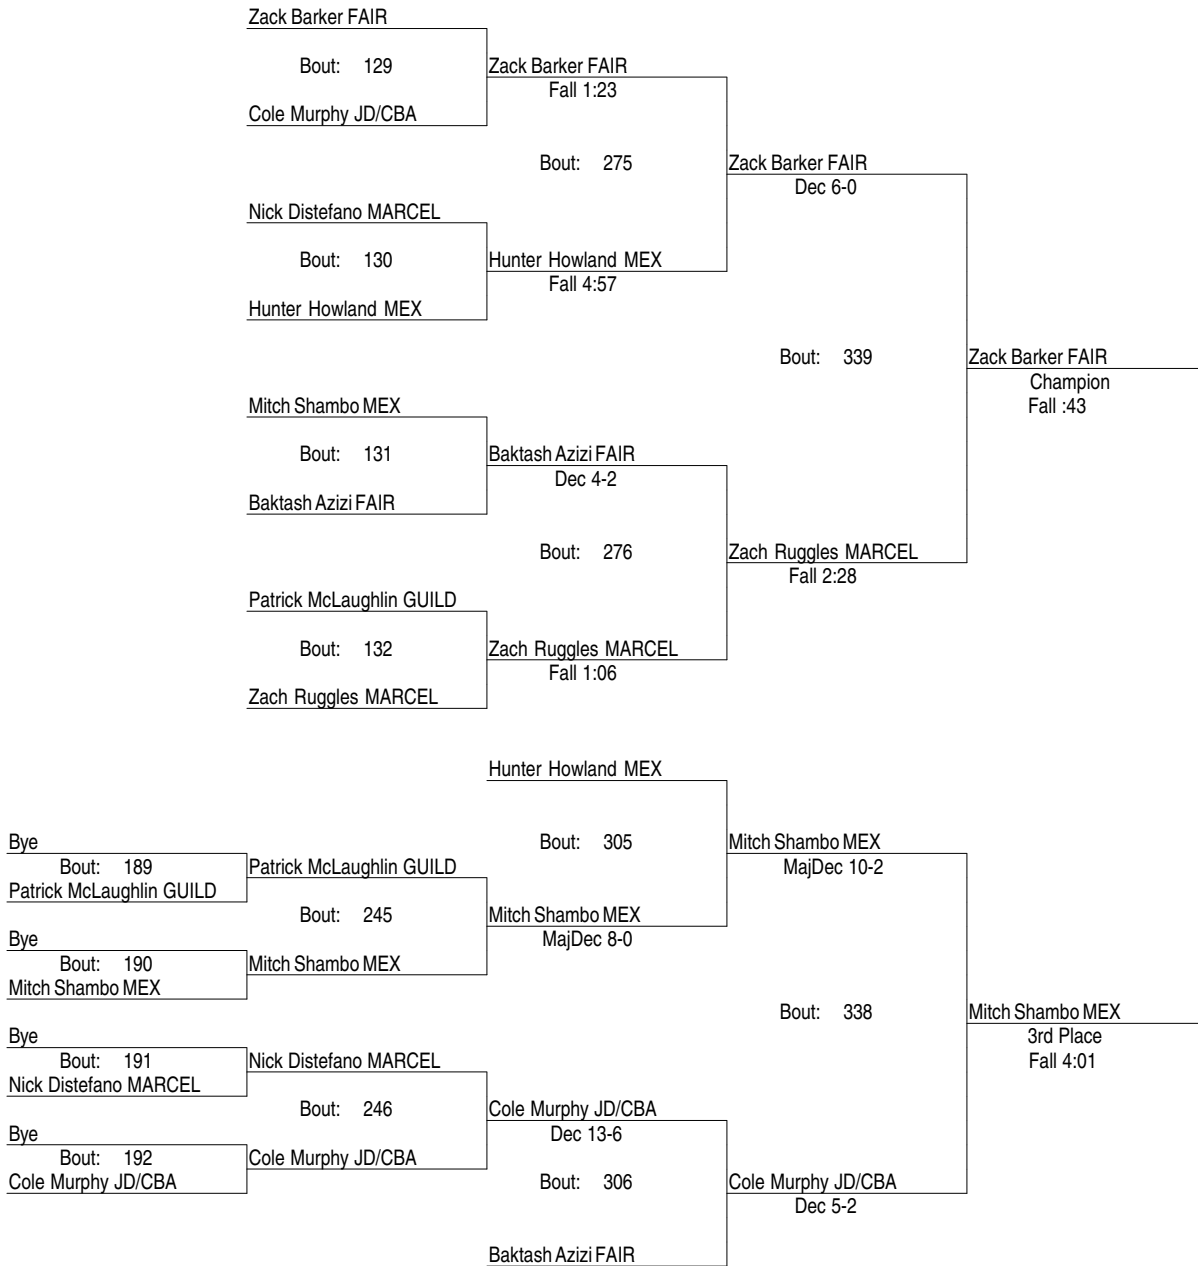 Zack Barker FAIR
Bout: 129
Zack Barker FAIR
Fall 1:23
Cole Murphy JD/CBA
Bout: 275
Zack Barker FAIR
Dec 6-0
Nick Distefano MARCEL
Bout: 130
Hunter Howland MEX
Fall 4:57
Hunter Howland MEX
Bout: 339
Zack Barker FAIR
Champion
Fall :43
Mitch Shambo MEX
Bout: 131
Baktash Azizi FAIR
Dec 4-2
Baktash Azizi FAIR
Bout: 276
Zach Ruggles MARCEL
Fall 2:28
Patrick McLaughlin GUILD
Bout: 132
Zach Ruggles MARCEL
Fall 1:06
Zach Ruggles MARCEL
Hunter Howland MEX
Bye
Bout: 305
Mitch Shambo MEX
Bout: 189
Patrick McLaughlin GUILD
MajDec 10-2
Patrick McLaughlin GUILD
Bout: 245
Mitch Shambo MEX
Bye
MajDec 8-0
Bout: 190
Mitch Shambo MEX
Mitch Shambo MEX
Bout: 338
Mitch Shambo MEX
Bye
3rd Place
Bout: 191
Nick Distefano MARCEL
Fall 4:01
Nick Distefano MARCEL
Bout: 246
Cole Murphy JD/CBA
Bye
Dec 13-6
Bout: 192
Cole Murphy JD/CBA
Cole Murphy JD/CBA
Bout: 306
Cole Murphy JD/CBA
Dec 5-2
Baktash Azizi FAIR